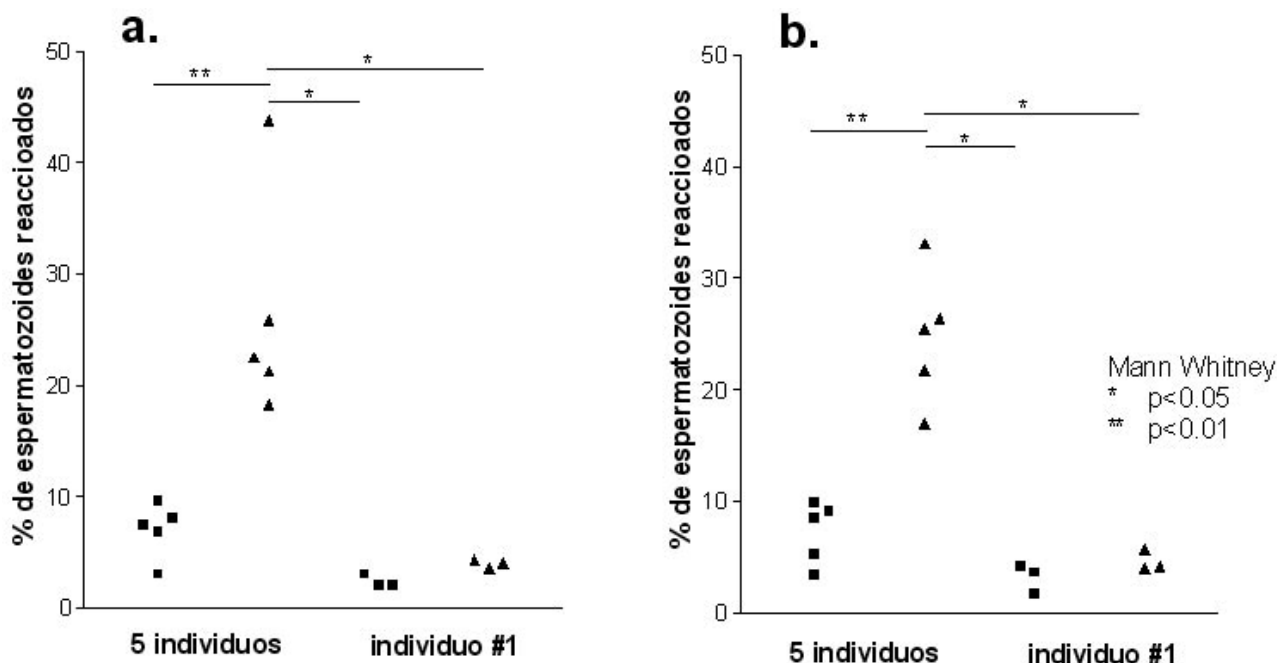 a.
% de espermatozoides reaccioados
50
40
30
20
10
0
**
*
*
5 individuos
individuo #1
b.
% de espermatozoides reaccioados
50
40
30
20
10
0
**
*
*
5 individuos
individuo #1
Mann Whitney
* p<0.05
** p<0.01